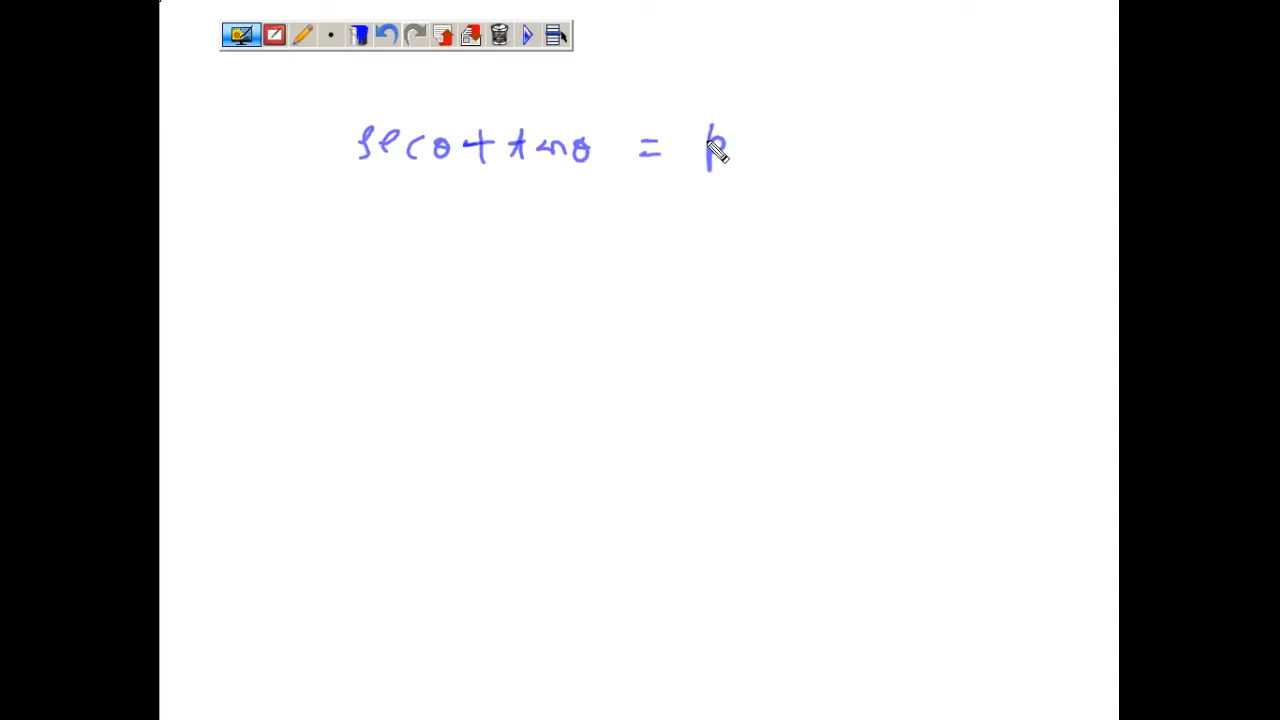 secθ + tanθ = p